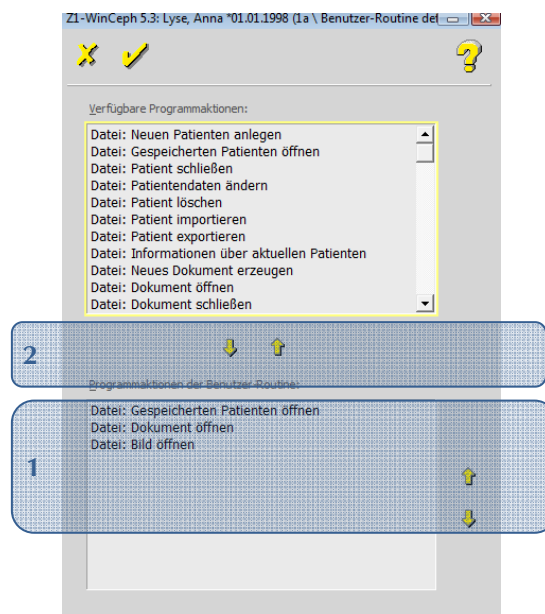 Z1-WinCeph 5.3: Lyse, Anna *01.01.1998 (1a \ Benutzer-Routine def
Verfügbare Programmaktionen:
Datei: Neuen Patienten anlegen
Datei: Gespeicherten Patienten öffnen
Datei: Patient schließen
Datei: Patientendaten ändern
Datei: Patient löschen
Datei: Patient importieren
Datei: Patient exportieren
Datei: Informationen über aktuellen Patienten
Datei: Neues Dokument erzeugen
Datei: Dokument öffnen
Datei: Dokument schließen
2
Programmaktionen der Benutzer-Routine:
Datei: Gespeicherten Patienten öffnen
Datei: Dokument öffnen
Datei: Bild öffnen
1